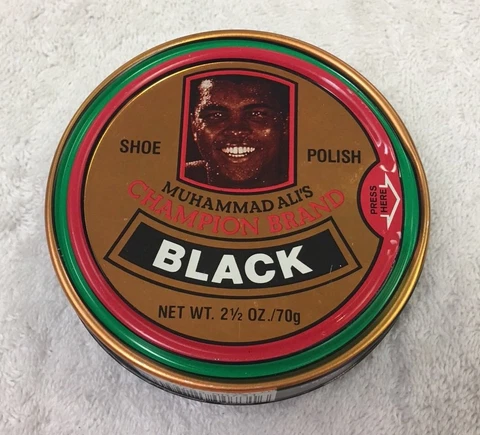 SHOE POLISH
MUHAMMAD ALI'S
CHAMPION BRAND
BLACK
NET WT. 2½ OZ./70g
PRESS
HERE